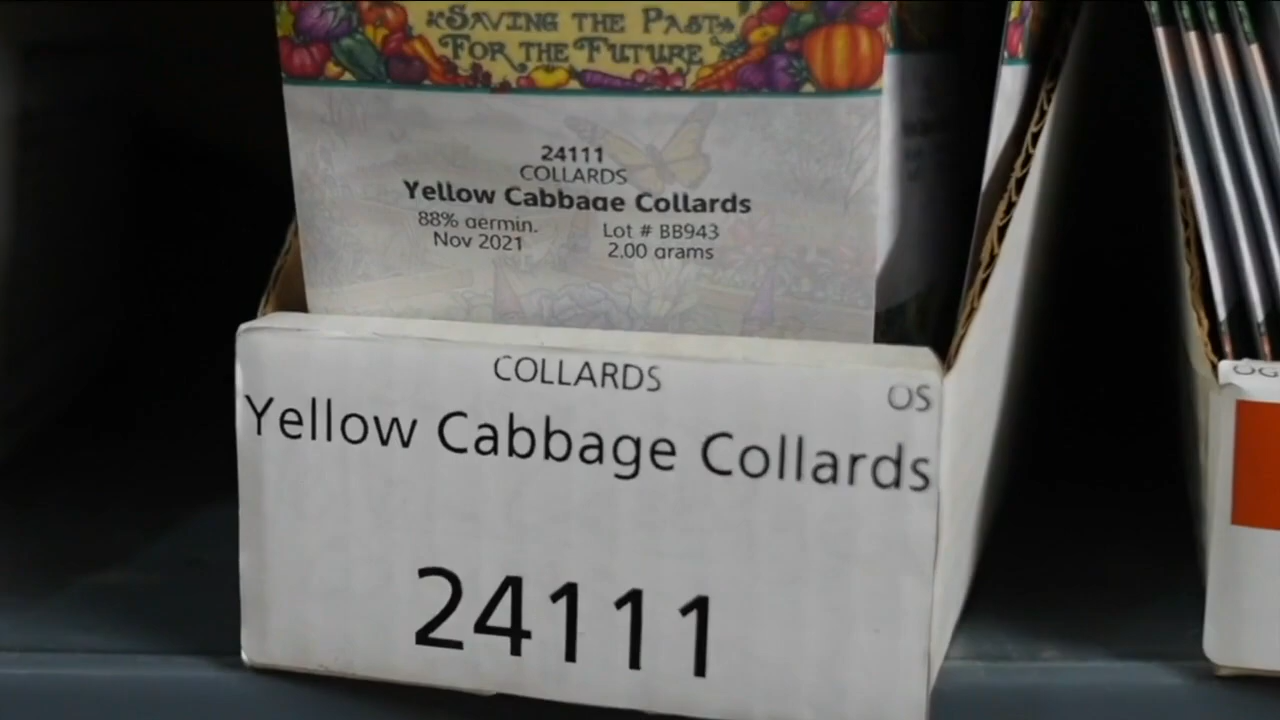 Saving the Past
For the Future
24111
COLLARDS
Yellow Cabbage Collards
88% germin.
Lot # BB943
Nov 2021
2.00 grams
COLLARDS
OS
Yellow Cabbage Collards
24111
OG